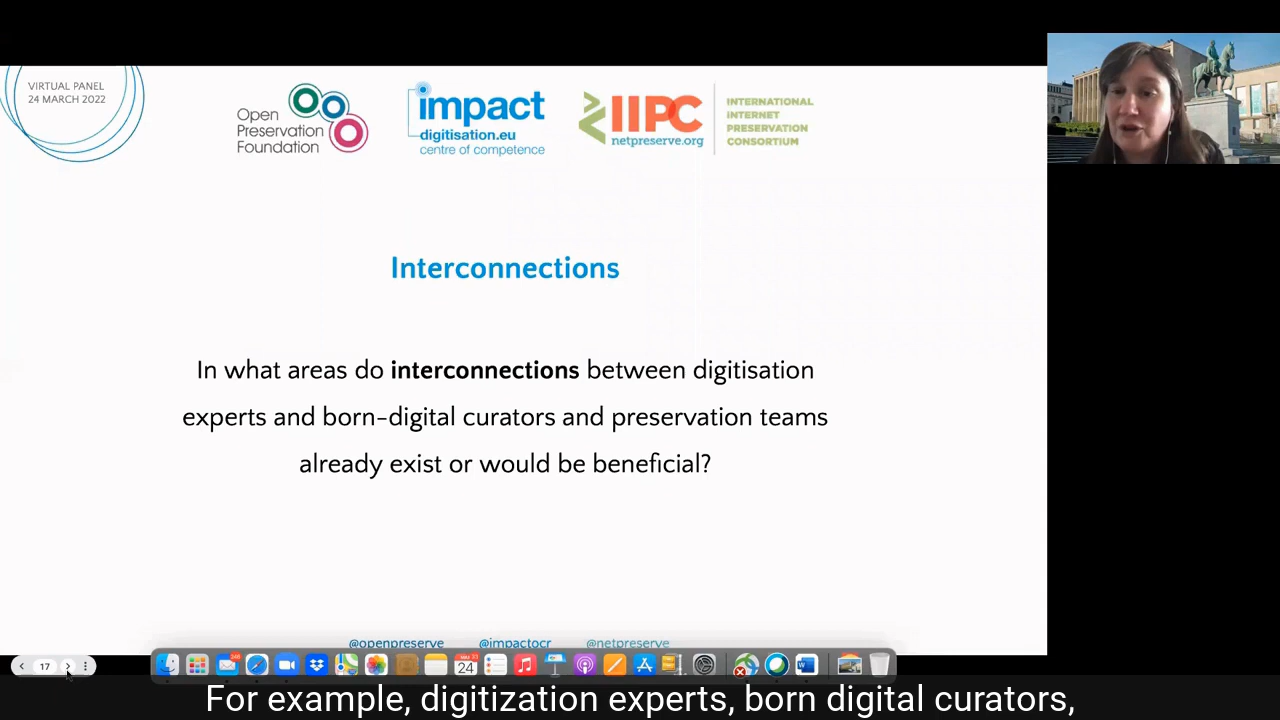 VIRTUAL PANEL
24 MARCH 2022
Open
Preservation
Foundation
impact
digitisation.eu
centre of competence
IIPC
netpreserve.org
INTERNATIONAL
INTERNET
PRESERVATION
CONSORTIUM
Interconnections
In what areas do interconnections between digitisation
experts and born-digital curators and preservation teams
already exist or would be beneficial?
@openpreserve @impactocr @netpreserve
17
24
For example, digitization experts, born digital curators,